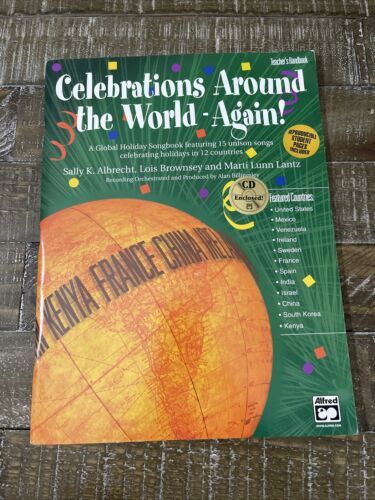 Teacher's Handbook
Celebrations Around
the World - Again!
A Global Holiday Songbook featuring 15 unison songs
celebrating holidays in 12 countries
REPRODUCIBLE
STUDENT
PAGES
INCLUDED
Sally K. Albrecht, Lois Brownsey and Marti Lunn Lantz
Recording Orchestrated and Produced by Alan Billingsley
CD
Enclosed!
Featured Countries:
• United States
• Mexico
• Venezuela
• Ireland
• Sweden
• France
• Spain
• India
• Israel
• China
• South Korea
• Kenya
KENYA FRANCE CHINA
Alfred